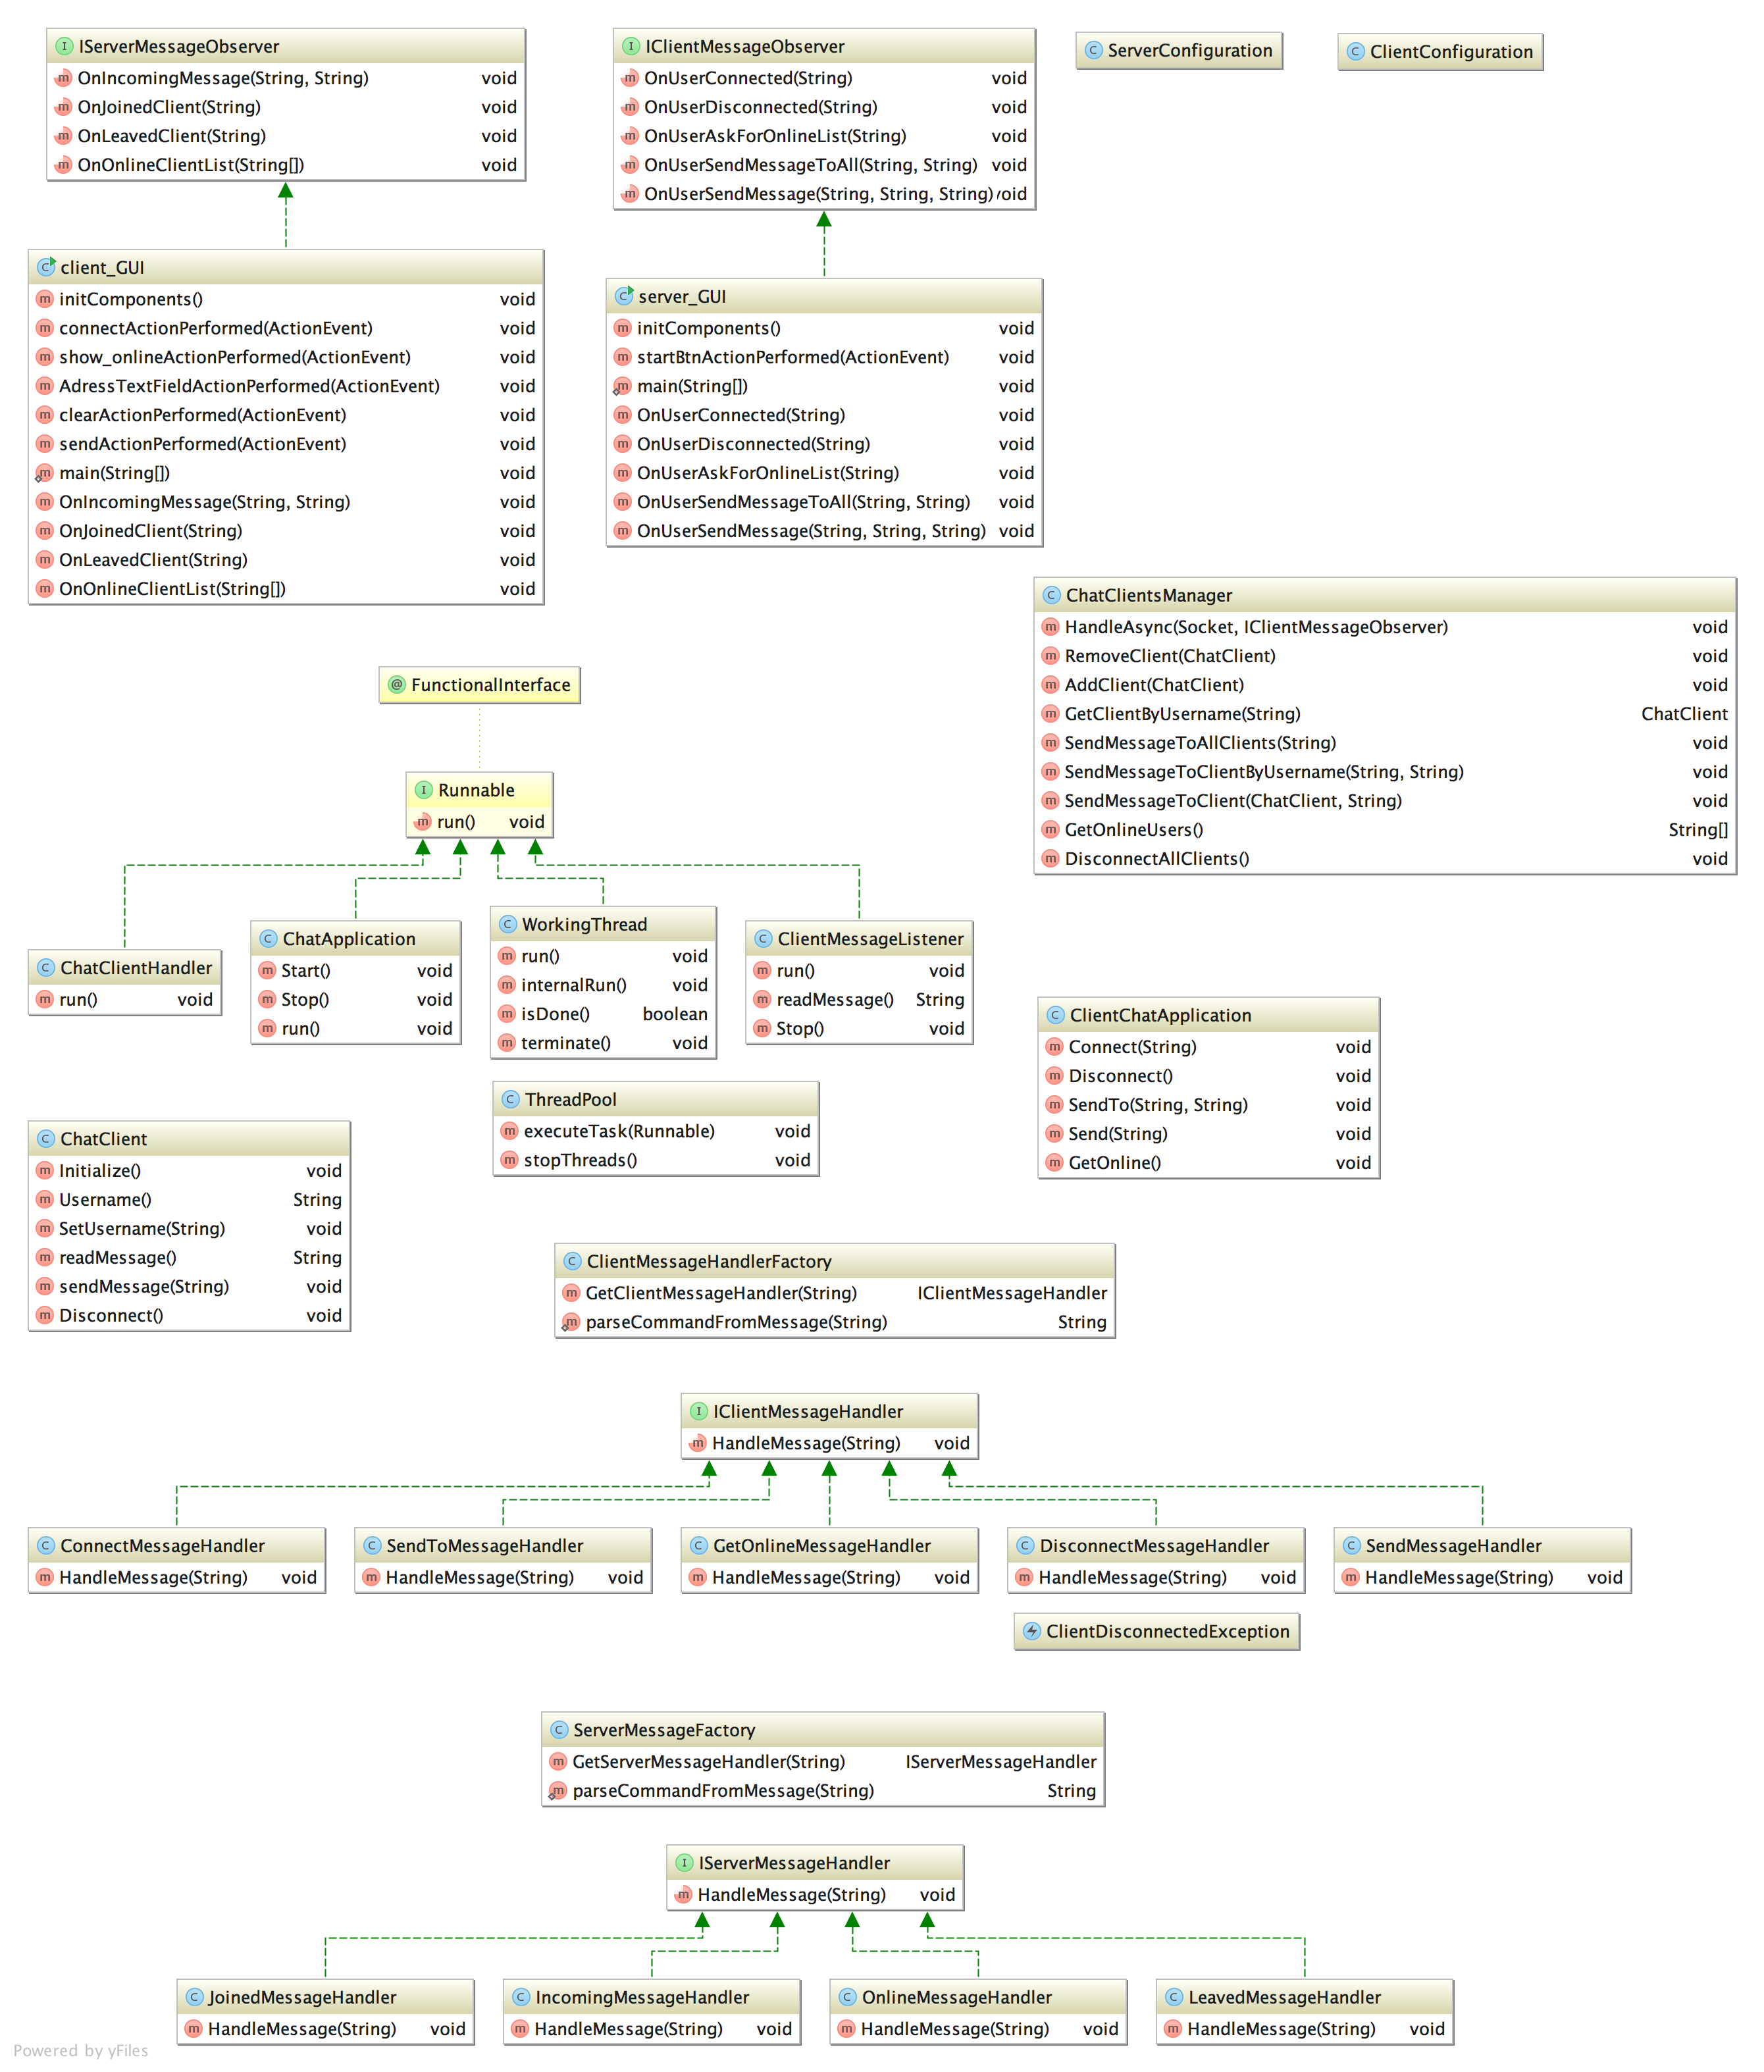 IServerMessageObserver
OnIncomingMessage(String, String) void
OnJoinedClient(String) void
OnLeavedClient(String) void
OnOnlineClientList(String[]) void
IClientMessageObserver
OnUserConnected(String) void
OnUserDisconnected(String) void
OnUserAskForOnlineList(String) void
OnUserSendMessageToAll(String, String) void
OnUserSendMessage(String, String, String) void
ServerConfiguration
ClientConfiguration
client_GUI
initComponents() void
connectActionPerformed(ActionEvent) void
show_onlineActionPerformed(ActionEvent) void
AdressTextFieldActionPerformed(ActionEvent) void
clearActionPerformed(ActionEvent) void
sendActionPerformed(ActionEvent) void
main(String[]) void
OnIncomingMessage(String, String) void
OnJoinedClient(String) void
OnLeavedClient(String) void
OnOnlineClientList(String[]) void
server_GUI
initComponents() void
startBtnActionPerformed(ActionEvent) void
main(String[]) void
OnUserConnected(String) void
OnUserDisconnected(String) void
OnUserAskForOnlineList(String) void
OnUserSendMessageToAll(String, String) void
OnUserSendMessage(String, String, String) void
ChatClientsManager
HandleAsync(Socket, IClientMessageObserver) void
RemoveClient(ChatClient) void
AddClient(ChatClient) void
GetClientByUsername(String) ChatClient
SendMessageToAllClients(String) void
SendMessageToClientByUsername(String, String) void
SendMessageToClient(ChatClient, String) void
GetOnlineUsers() String[]
DisconnectAllClients() void
FunctionalInterface
Runnable
run() void
ChatClientHandler
run() void
ChatApplication
Start() void
Stop() void
run() void
WorkingThread
run() void
internalRun() void
isDone() boolean
terminate() void
ClientMessageListener
run() void
readMessage() String
Stop() void
ClientChatApplication
Connect(String) void
Disconnect() void
SendTo(String, String) void
Send(String) void
GetOnline() void
ThreadPool
executeTask(Runnable) void
stopThreads() void
ChatClient
Initialize() void
Username() String
SetUsername(String) void
readMessage() String
sendMessage(String) void
Disconnect() void
ClientMessageHandlerFactory
GetClientMessageHandler(String) IClientMessageHandler
parseCommandFromMessage(String) String
IClientMessageHandler
HandleMessage(String) void
ConnectMessageHandler
HandleMessage(String) void
SendToMessageHandler
HandleMessage(String) void
GetOnlineMessageHandler
HandleMessage(String) void
DisconnectMessageHandler
HandleMessage(String) void
SendMessageHandler
HandleMessage(String) void
ClientDisconnectedException
ServerMessageFactory
GetServerMessageHandler(String) IServerMessageHandler
parseCommandFromMessage(String) String
IServerMessageHandler
HandleMessage(String) void
JoinedMessageHandler
HandleMessage(String) void
IncomingMessageHandler
HandleMessage(String) void
OnlineMessageHandler
HandleMessage(String) void
LeavedMessageHandler
HandleMessage(String) void
Powered by yFiles